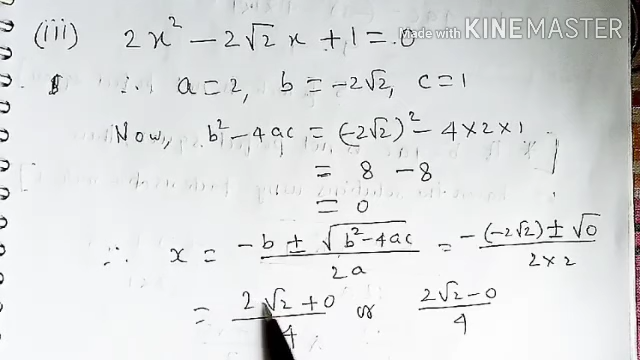 (iii) 2x² - 2√2 x + 1 = 0
Made with KINEMASTER
∴ a = 2, b = -2√2, c = 1
Now, b² - 4ac = (-2√2)² - 4×2×1
= 8 - 8
= 0
∴ x = (-b ± √(b² - 4ac))/2a = (-(-2√2) ± √0)/(2×2)
= (2√2 + 0)/4 or (2√2 - 0)/4